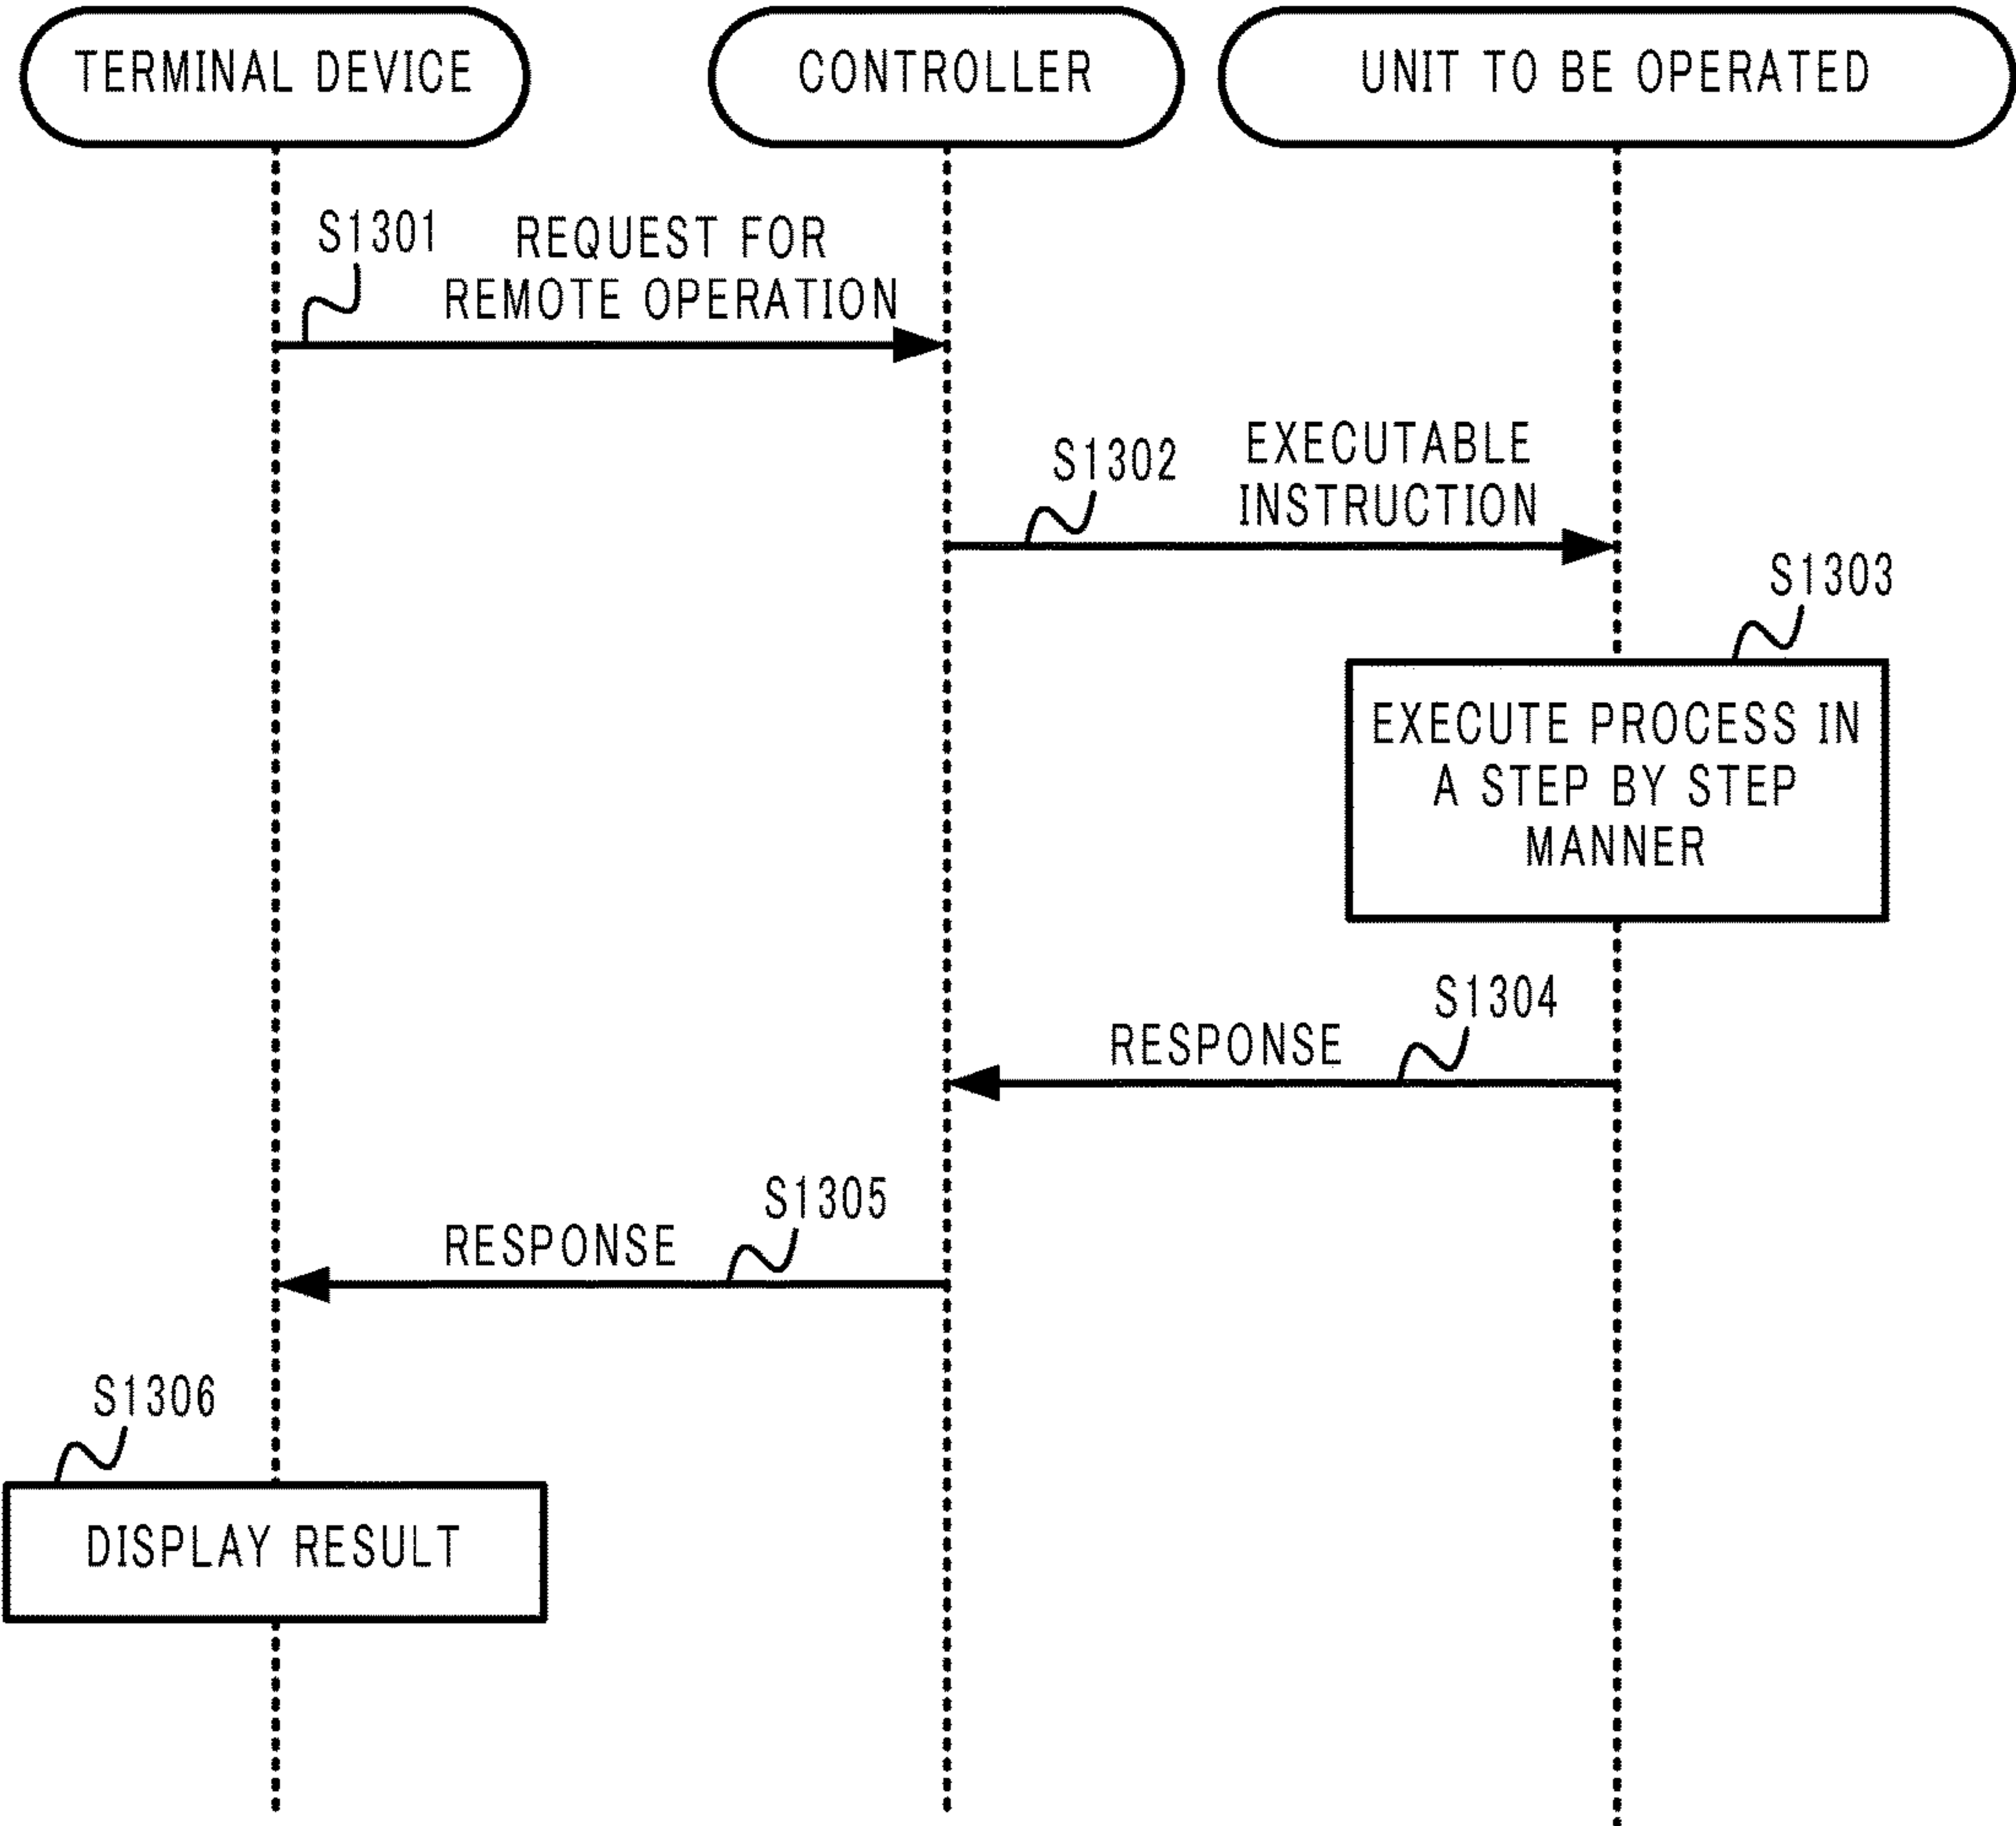 TERMINAL DEVICE
CONTROLLER
UNIT TO BE OPERATED
S1301
REQUEST FOR
REMOTE OPERATION
S1302
EXECUTABLE
INSTRUCTION
S1303
EXECUTE PROCESS IN
A STEP BY STEP
MANNER
S1304
RESPONSE
S1305
RESPONSE
S1306
DISPLAY RESULT